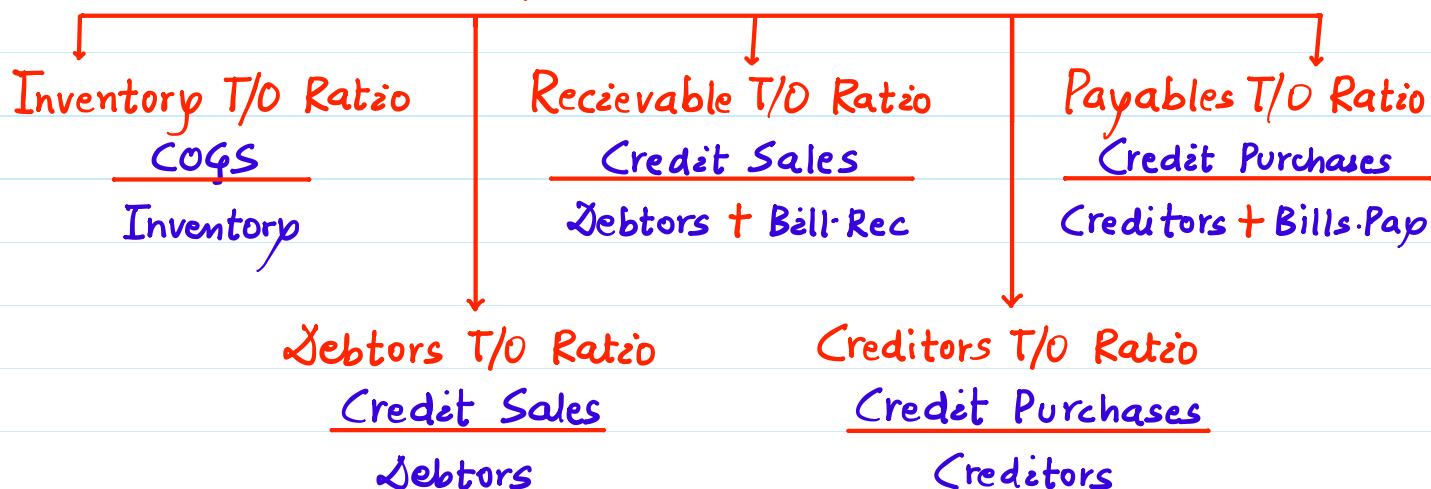 Inventory T/O Ratio
COGS
Inventory
Recievable T/O Ratio
Credit Sales
Debtors + Bill.Rec
Payables T/O Ratio
Credit Purchases
Creditors + Bills.Pay
Debtors T/O Ratio
Credit Sales
Debtors
Creditors T/O Ratio
Credit Purchases
Creditors